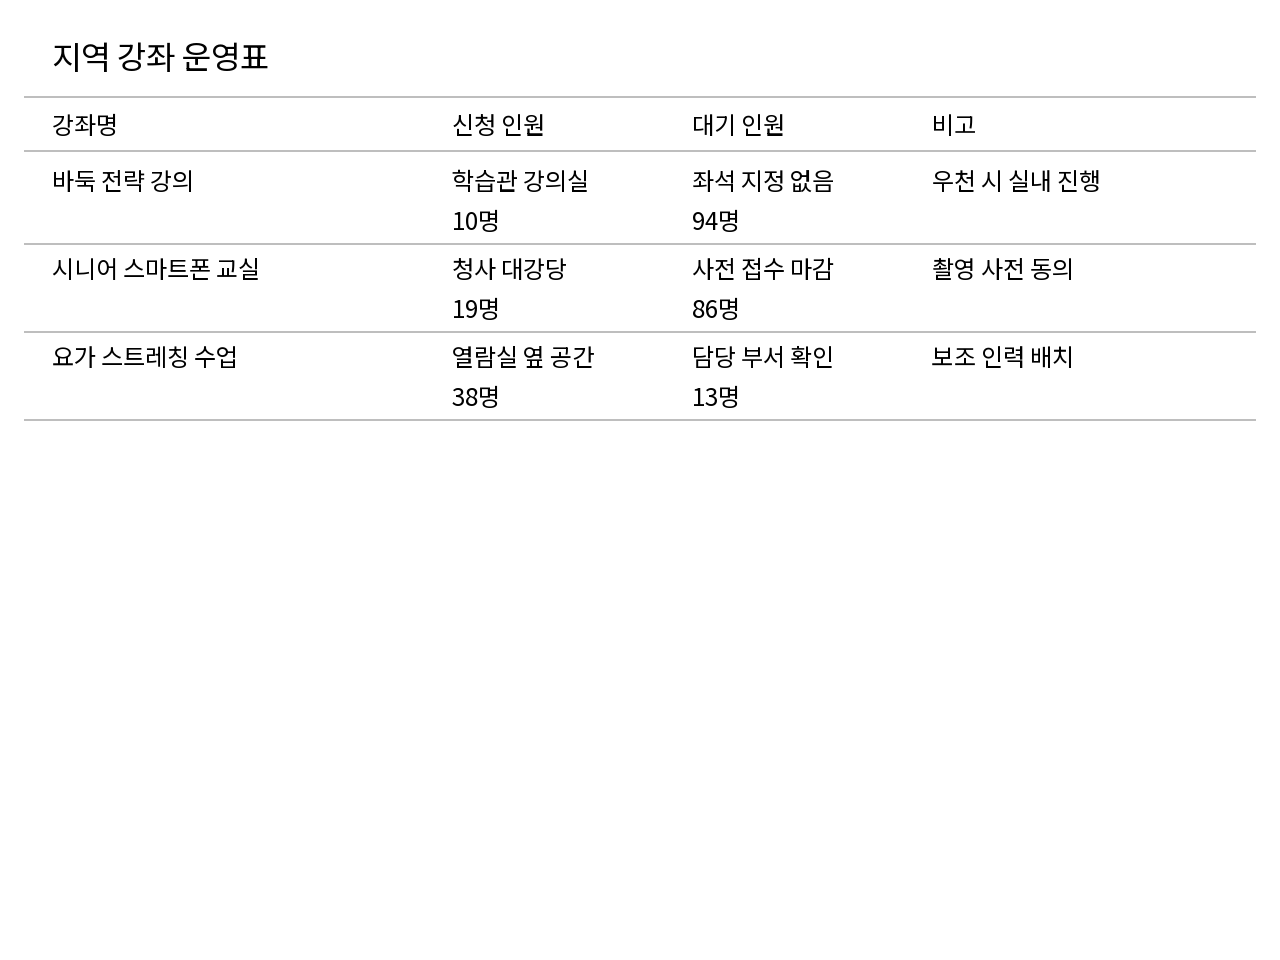 지역 강좌 운영표
강좌명 신청 인원 대기 인원 비고
바둑 전략 강의 학습관 강의실 좌석 지정 없음 우천 시 실내 진행
10명 94명
시니어 스마트폰 교실 청사 대강당 사전 접수 마감 촬영 사전 동의
19명 86명
요가 스트레칭 수업 열람실 옆 공간 담당 부서 확인 보조 인력 배치
38명 13명